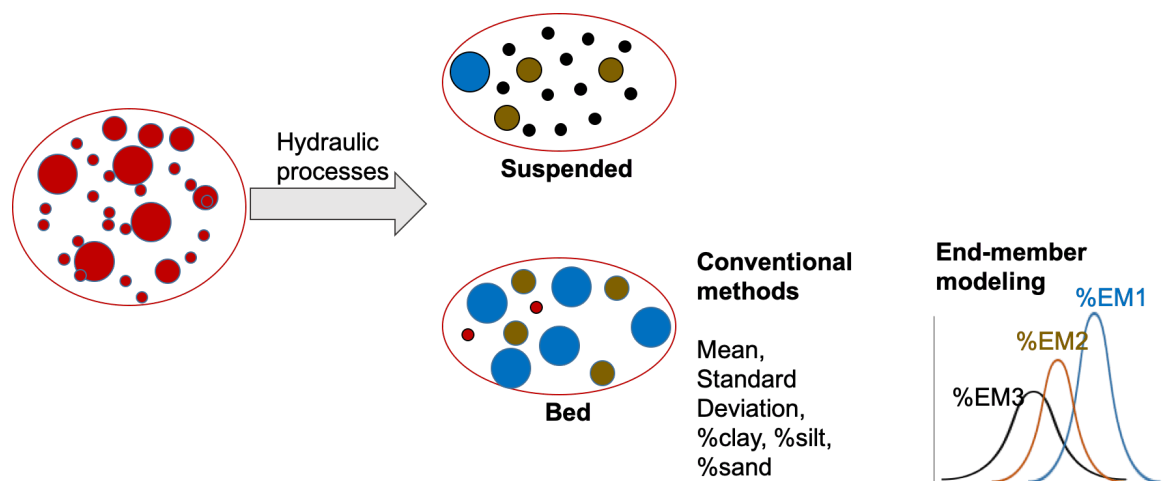 Hydraulic
processes
Suspended
Bed
Conventional
methods
Mean,
Standard
Deviation,
%clay, %silt,
%sand
End-member
modeling
%EM1
%EM2
%EM3